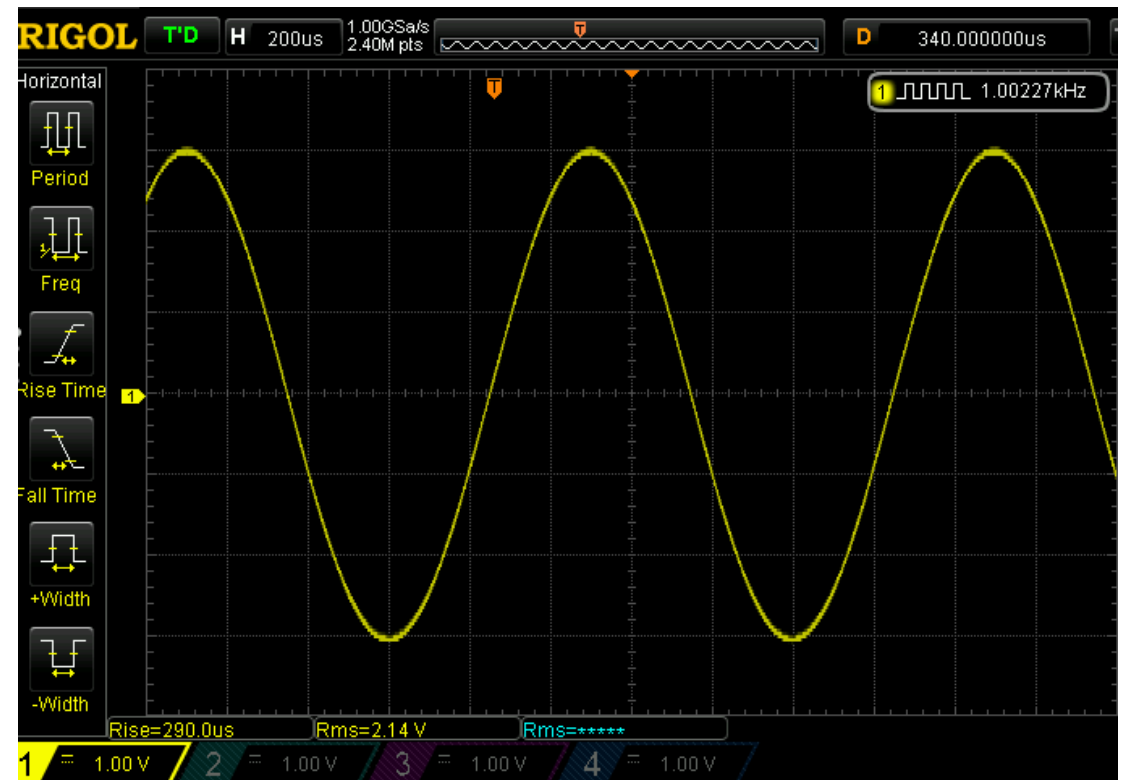 RIGOL T'D H 200us 1.00GSa/s D 340.000000us
2.40M pts
Horizontal
T
1 1.00227kHz
Period
Freq
Rise Time
1
Fall Time
+Width
-Width
Rise=290.0us Rms=2.14 V Rms=*****
1 = 1.00 V 2 = 1.00 V 3 = 1.00 V 4 = 1.00 V